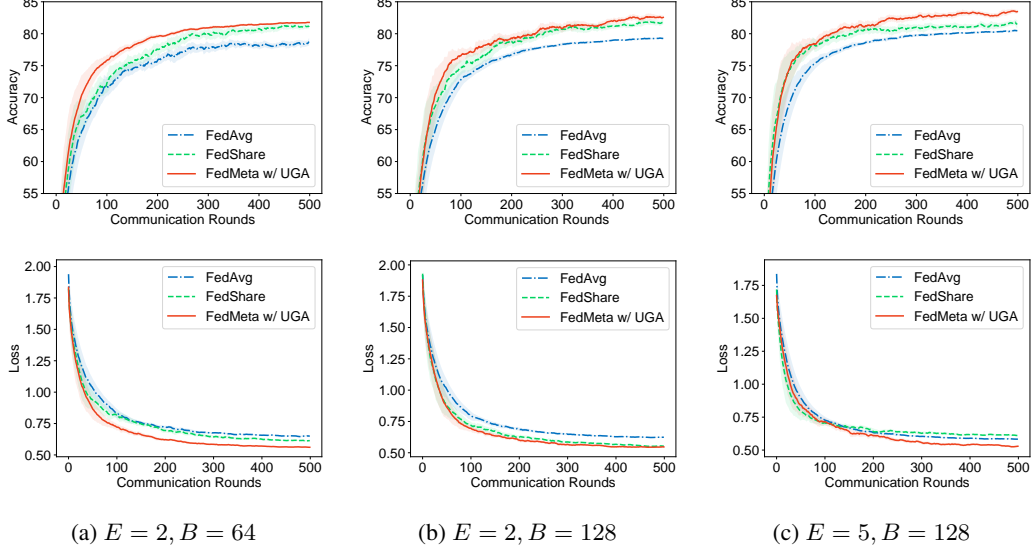 85
80
75
70
65
60
55
Accuracy
FedAvg
FedShare
FedMeta w/ UGA
0 100 200 300 400 500
Communication Rounds
85
80
75
70
65
60
55
Accuracy
FedAvg
FedShare
FedMeta w/ UGA
0 100 200 300 400 500
Communication Rounds
85
80
75
70
65
60
55
Accuracy
FedAvg
FedShare
FedMeta w/ UGA
0 100 200 300 400 500
Communication Rounds
2.00
1.75
1.50
1.25
1.00
0.75
0.50
Loss
FedAvg
FedShare
FedMeta w/ UGA
0 100 200 300 400 500
Communication Rounds
2.00
1.75
1.50
1.25
1.00
0.75
0.50
Loss
FedAvg
FedShare
FedMeta w/ UGA
0 100 200 300 400 500
Communication Rounds
1.75
1.50
1.25
1.00
0.75
0.50
Loss
FedAvg
FedShare
FedMeta w/ UGA
0 100 200 300 400 500
Communication Rounds
(a) E = 2, B = 64
(b) E = 2, B = 128
(c) E = 5, B = 128